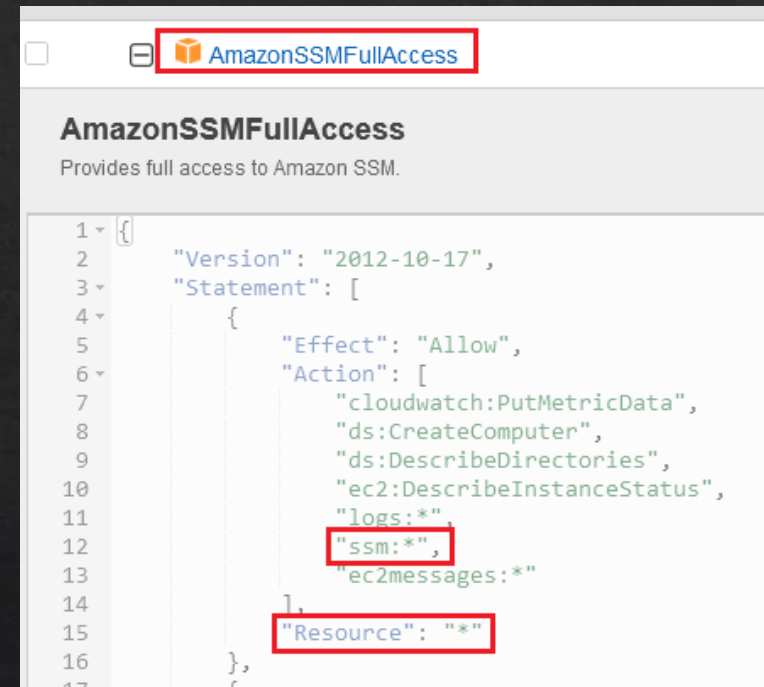 AmazonSSMFullAccess
AmazonSSMFullAccess
Provides full access to Amazon SSM.
1 {
2 "Version": "2012-10-17",
3 "Statement": [
4 {
5 "Effect": "Allow",
6 "Action": [
7 "cloudwatch:PutMetricData",
8 "ds:CreateComputer",
9 "ds:DescribeDirectories",
10 "ec2:DescribeInstanceStatus",
11 "logs:*",
12 "ssm:*",
13 "ec2messages:*"
14 ],
15 "Resource": "*"
16 },
17 {